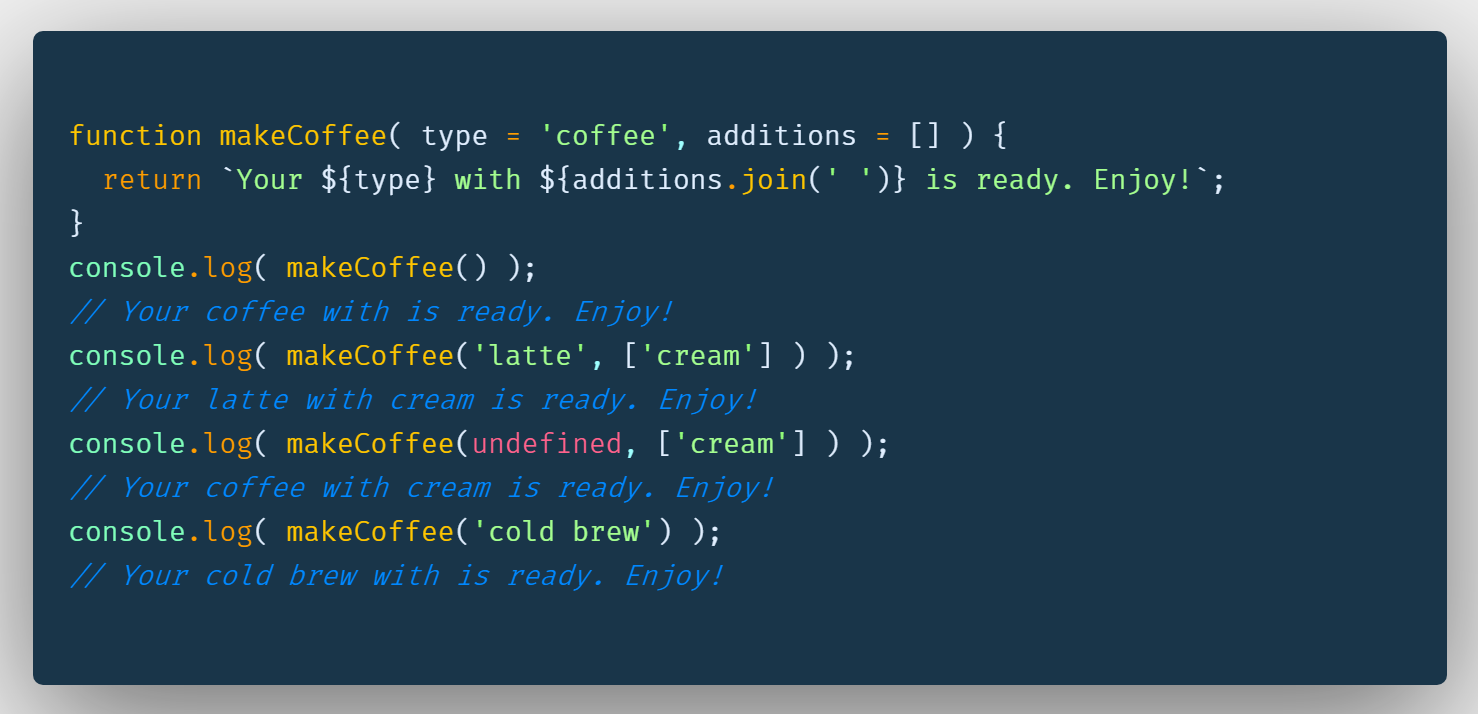 function makeCoffee( type = 'coffee', additions = [] ) {
  return `Your ${type} with ${additions.join(' ')} is ready. Enjoy!`;
}
console.log( makeCoffee() );
// Your coffee with is ready. Enjoy!
console.log( makeCoffee('latte', ['cream'] ) );
// Your latte with cream is ready. Enjoy!
console.log( makeCoffee(undefined, ['cream'] ) );
// Your coffee with cream is ready. Enjoy!
console.log( makeCoffee('cold brew') );
// Your cold brew with is ready. Enjoy!